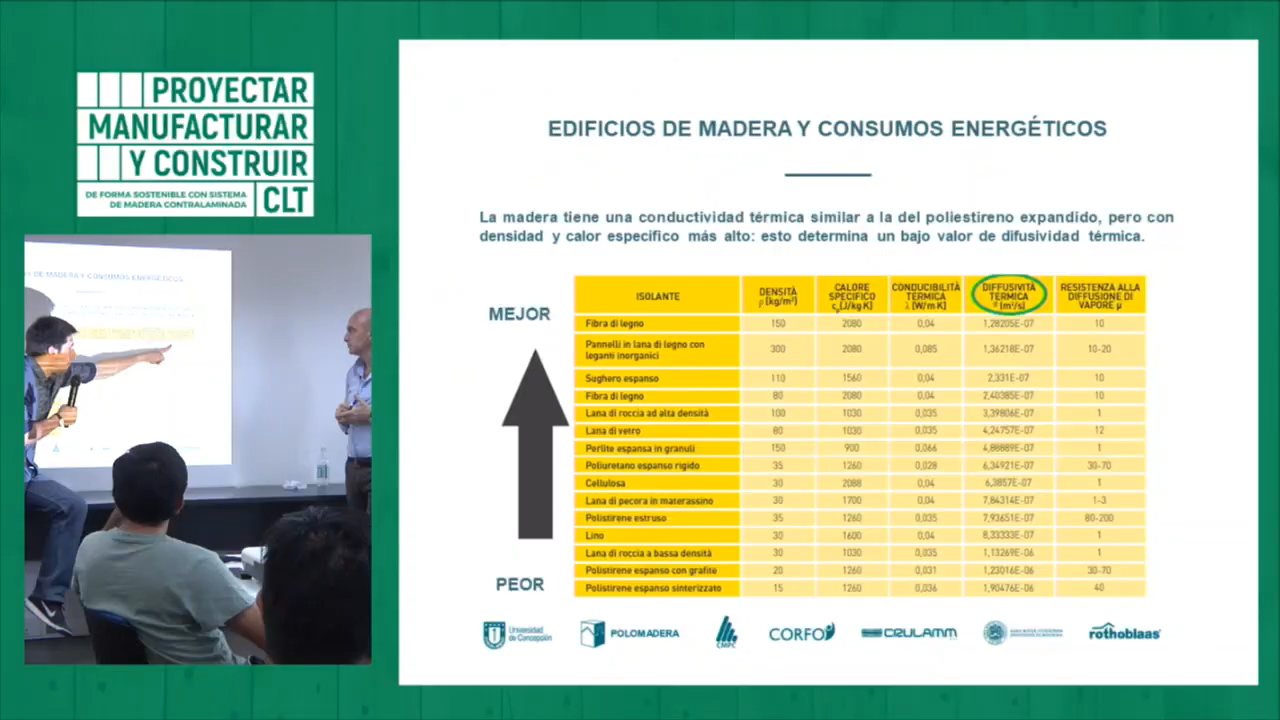 PROYECTAR
MANUFACTURAR
Y CONSTRUIR
DE FORMA SOSTENIBLE CON SISTEMA
DE MADERA CONTRALAMINADA
CLT
DE MADERA Y CONSUMOS ENERGÉTICOS
EDIFICIOS DE MADERA Y CONSUMOS ENERGÉTICOS
La madera tiene una conductividad térmica similar a la del poliestireno expandido, pero con
densidad y calor especifico más alto: esto determina un bajo valor de difusividad térmica.
MEJOR
PEOR
ISOLANTE DENSITÀ ρ [kg/m³] CALORE SPECIFICO cp[J/kg K] CONDUCIBILITÀ TERMICA λ [W/m K] DIFFUSIVITÀ TERMICA [m²/s] RESISTENZA ALLA DIFFUSIONE DI VAPORE μ
Fibra di legno 150 2080 0,04 1,28205E-07 10
Pannelli in lana di legno con leganti inorganici 300 2080 0,085 1,36218E-07 10-20
Sughero espanso 110 1560 0,04 2,331E-07 10
Fibra di legno 80 2080 0,04 2,40385E-07 10
Lana di roccia ad alta densità 100 1030 0,035 3,39806E-07 1
Lana di vetro 80 1030 0,035 4,24757E-07 12
Perlite espansa in granuli 150 900 0,066 4,88889E-07 1
Poliuretano espanso rigido 35 1260 0,028 6,34921E-07 30-70
Cellulosa 30 2088 0,04 6,3857E-07 1
Lana di pecora in materassino 30 1700 0,04 7,84314E-07 1-3
Polistirene estruso 35 1260 0,035 7,93651E-07 80-200
Lino 30 1600 0,04 8,33333E-07 1
Lana di roccia a bassa densità 30 1030 0,035 1,13269E-06 1
Polistirene espanso con grafite 20 1260 0,031 1,23016E-06 30-70
Polistirene espanso sinterizzato 15 1260 0,036 1,90476E-06 40
Universidad
de Concepción
POLOMADERA
CMPC
CORFO
CRULAMM
rothoblaas